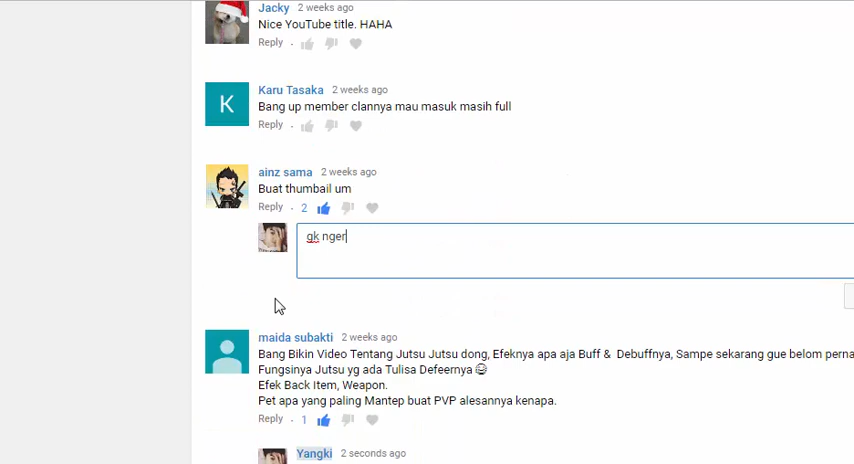 Jacky 2 weeks ago
Nice YouTube title. HAHA
Reply
K
Karu Tasaka 2 weeks ago
Bang up member clannya mau masuk masih full
Reply
ainz sama 2 weeks ago
Buat thumbail um
Reply 2
gk nger
maida subakti 2 weeks ago
Bang Bikin Video Tentang Jutsu Jutsu dong, Efeknya apa aja Buff & Debuffnya, Sampe sekarang gue belom perna
Fungsinya Jutsu yg ada Tulisa Defeernya 😂
Efek Back Item, Weapon.
Pet apa yang paling Mantep buat PVP alesannya kenapa.
Reply 1
Yangki 2 seconds ago